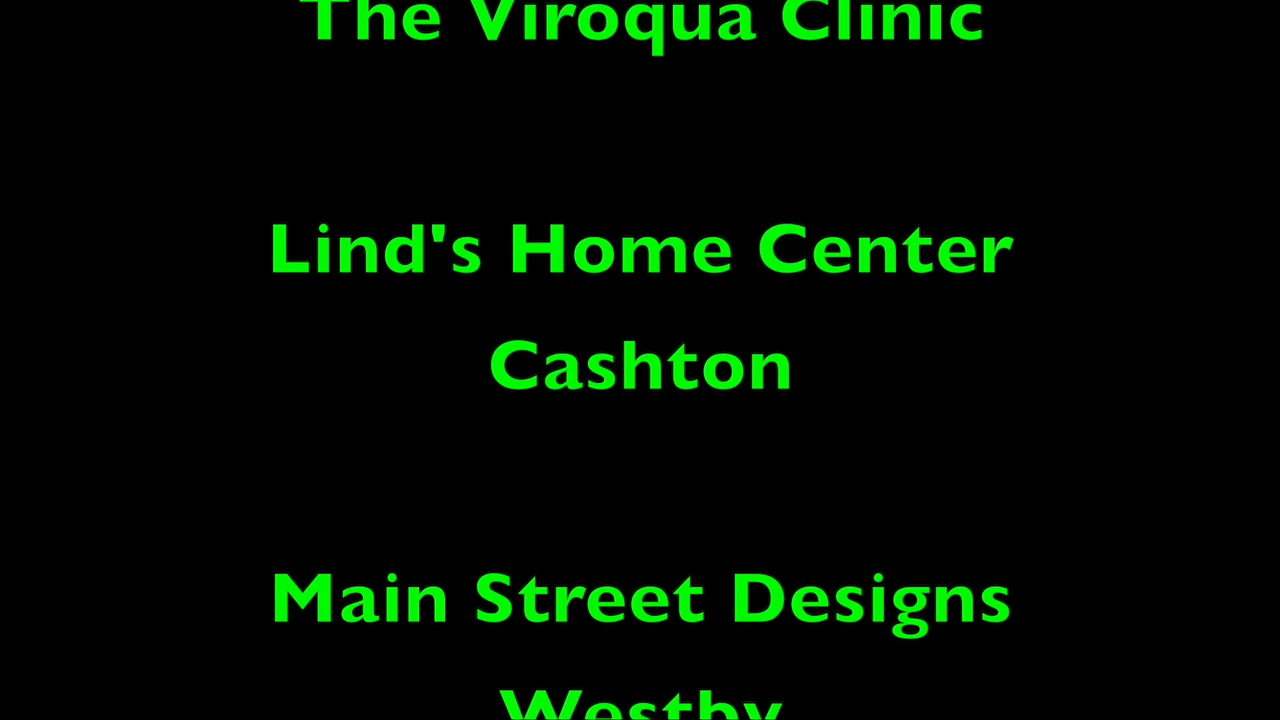 The Viroqua Clinic
Lind's Home Center
Cashton
Main Street Designs
Westby